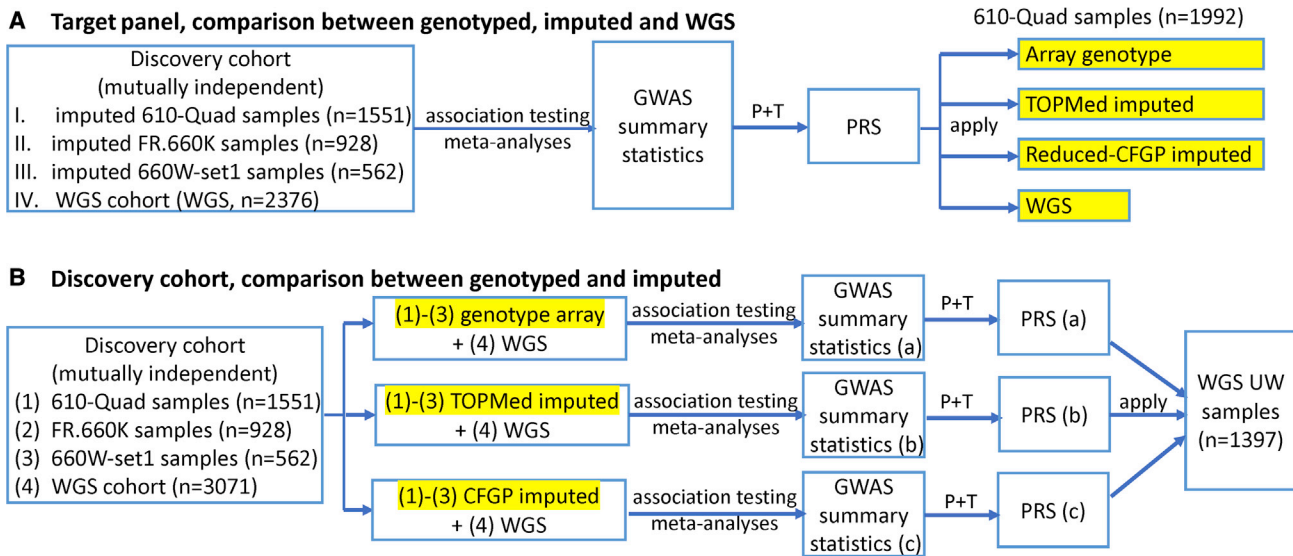 A Target panel, comparison between genotyped, imputed and WGS
Discovery cohort
(mutually independent)
I. imputed 610-Quad samples (n=1551)
II. imputed FR.660K samples (n=928)
III. imputed 660W-set1 samples (n=562)
IV. WGS cohort (WGS, n=2376)
association testing
meta-analyses
GWAS
summary
statistics
P+T
PRS
apply
610-Quad samples (n=1992)
Array genotype
TOPMed imputed
Reduced-CFGP imputed
WGS
B Discovery cohort, comparison between genotyped and imputed
Discovery cohort
(mutually independent)
(1) 610-Quad samples (n=1551)
(2) FR.660K samples (n=928)
(3) 660W-set1 samples (n=562)
(4) WGS cohort (n=3071)
(1)-(3) genotype array
+ (4) WGS
association testing
meta-analyses
GWAS
summary
statistics (a)
P+T
PRS (a)
(1)-(3) TOPMed imputed
+ (4) WGS
association testing
meta-analyses
GWAS
summary
statistics (b)
P+T
PRS (b)
(1)-(3) CFGP imputed
+ (4) WGS
association testing
meta-analyses
GWAS
summary
statistics (c)
P+T
PRS (c)
apply
WGS UW
samples
(n=1397)